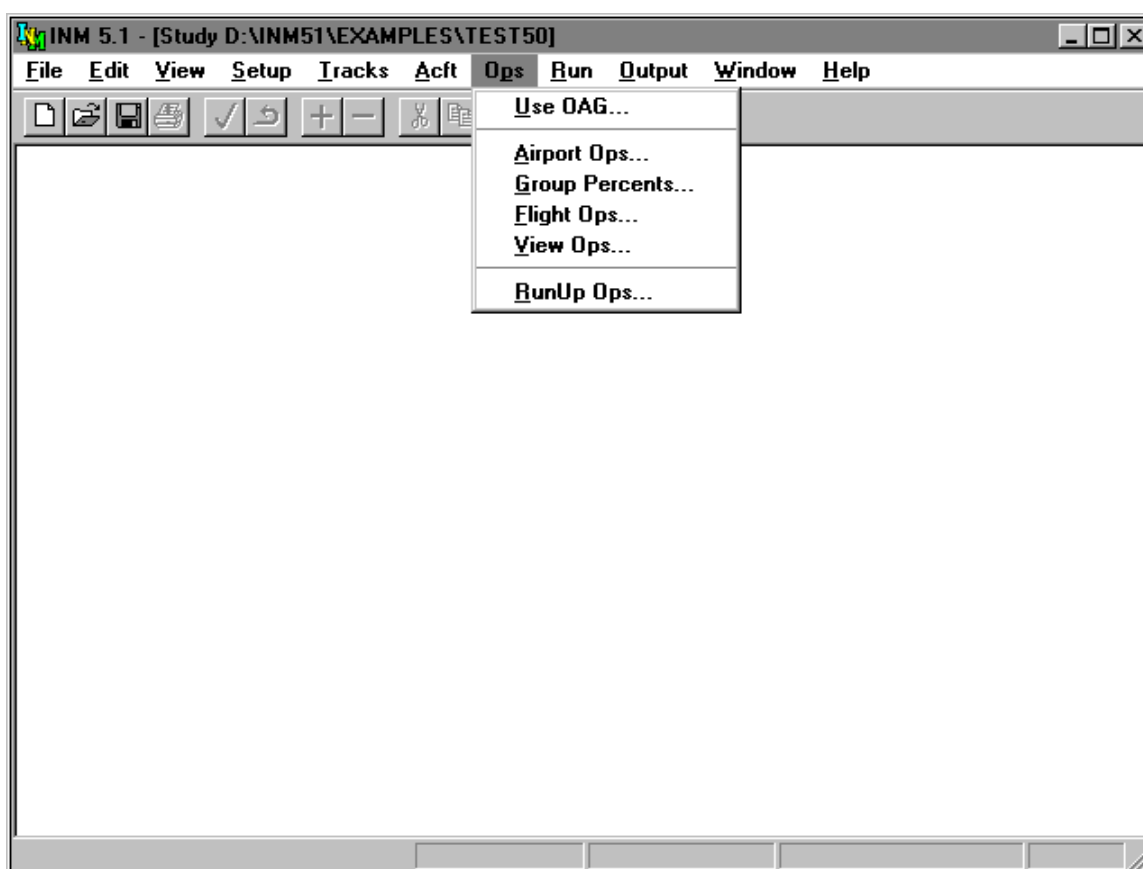 INM 5.1 - [Study D:\INM51\EXAMPLES\TEST50]
File Edit View Setup Tracks Acft Ops Run Output Window Help
Use OAG...
Airport Ops...
Group Percents...
Flight Ops...
View Ops...
RunUp Ops...